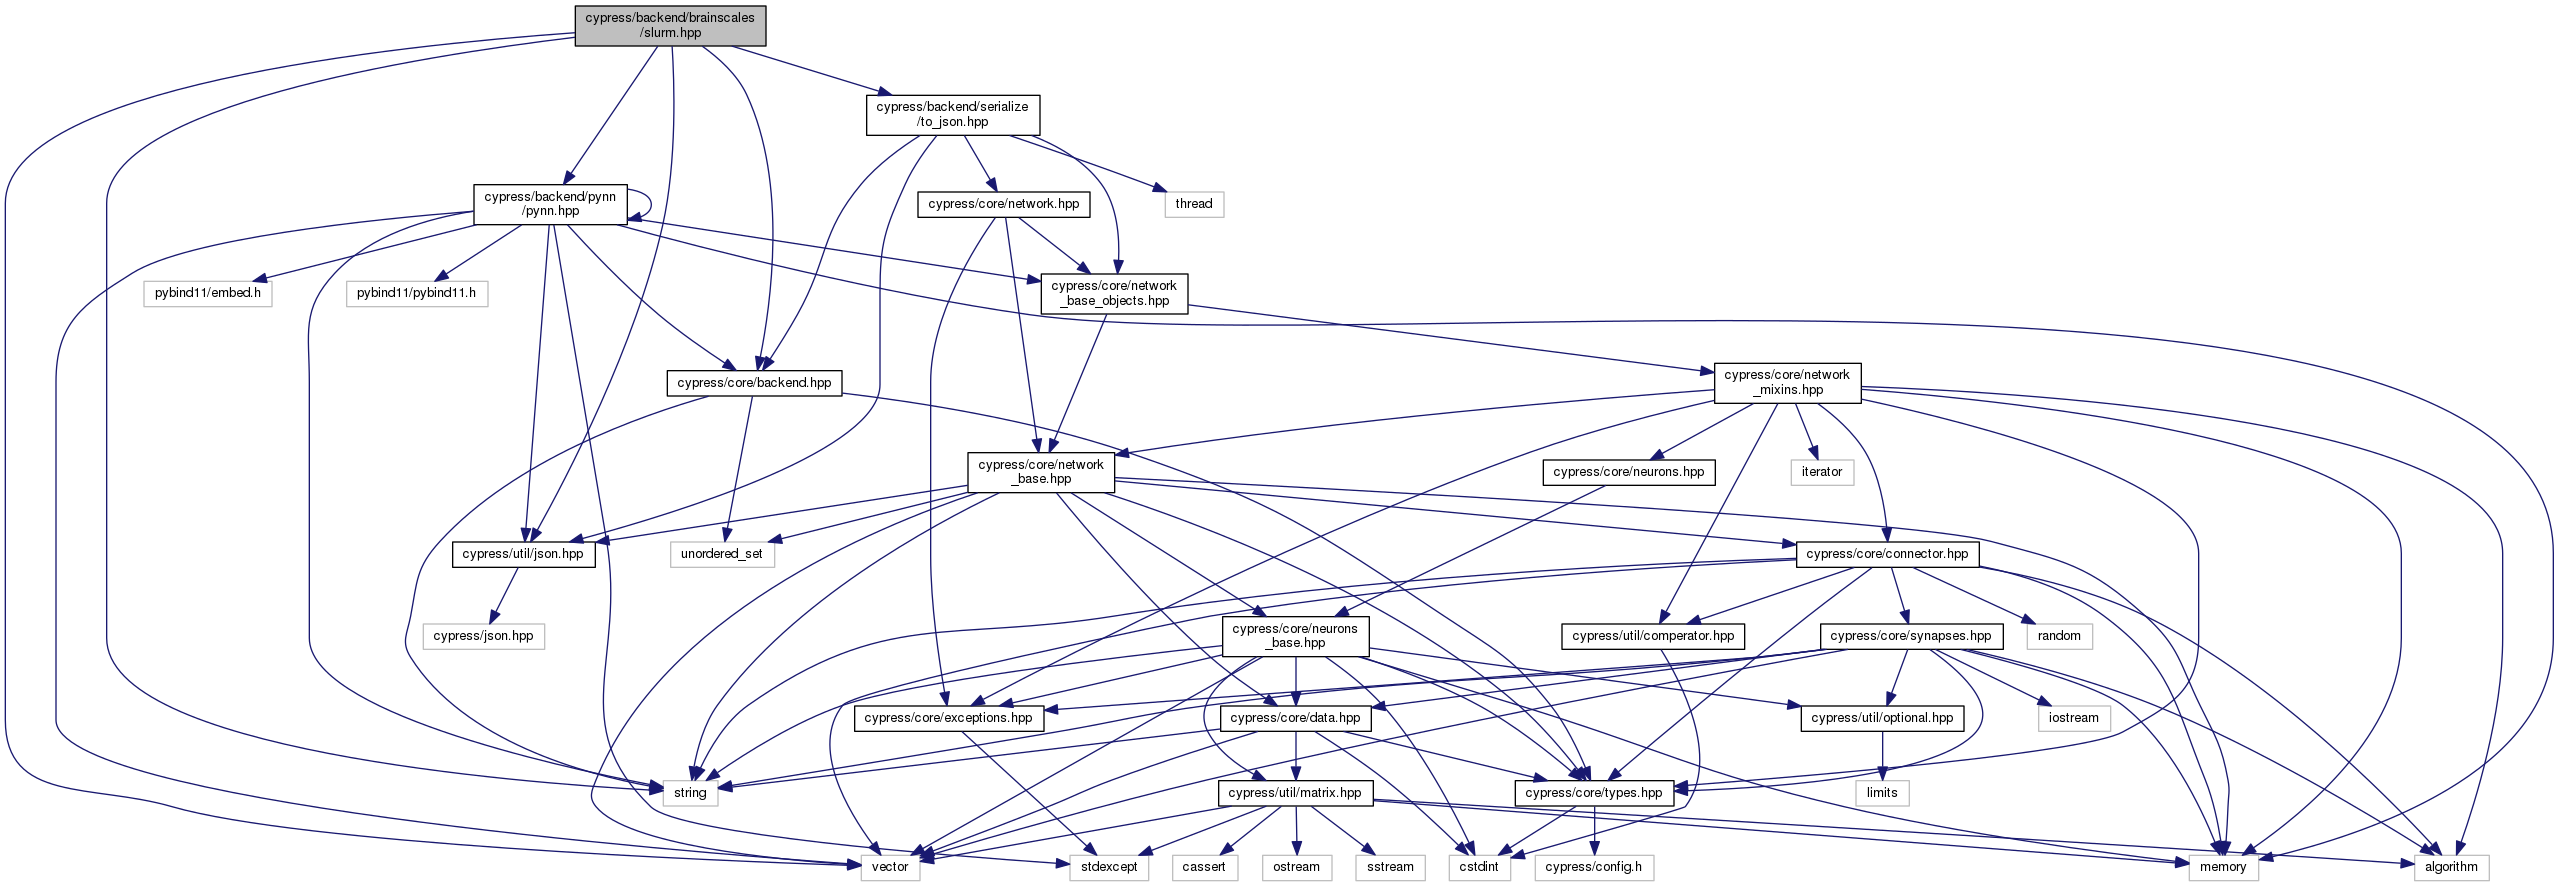 cypress/backend/brainscales
/slurm.hpp
cypress/backend/serialize
/to_json.hpp
cypress/backend/pynn
/pynn.hpp
cypress/core/network.hpp
thread
pybind11/embed.h
pybind11/pybind11.h
cypress/core/network
_base_objects.hpp
cypress/core/backend.hpp
cypress/core/network
_mixins.hpp
cypress/core/network
_base.hpp
cypress/core/neurons.hpp
iterator
cypress/util/json.hpp
unordered_set
cypress/core/connector.hpp
cypress/json.hpp
cypress/core/neurons
_base.hpp
cypress/util/comperator.hpp
cypress/core/synapses.hpp
random
cypress/core/exceptions.hpp
cypress/core/data.hpp
cypress/util/optional.hpp
iostream
string
cypress/util/matrix.hpp
cypress/core/types.hpp
limits
vector
stdexcept
cassert
ostream
sstream
cstdint
cypress/config.h
memory
algorithm